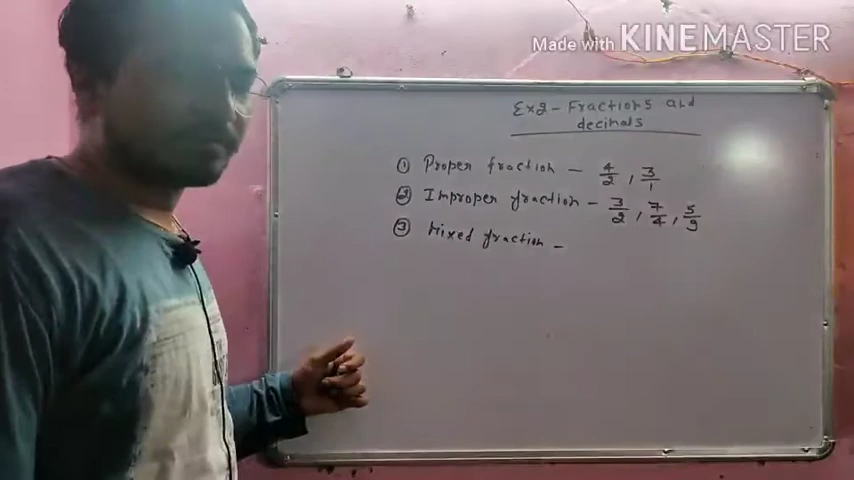 Made with KINEMASTER
Ex2 - Fractions and
decimals
① Proper fraction - 4/2, 3/1
② Improper fraction - 3/2, 7/4, 5/9
③ Mixed fraction -